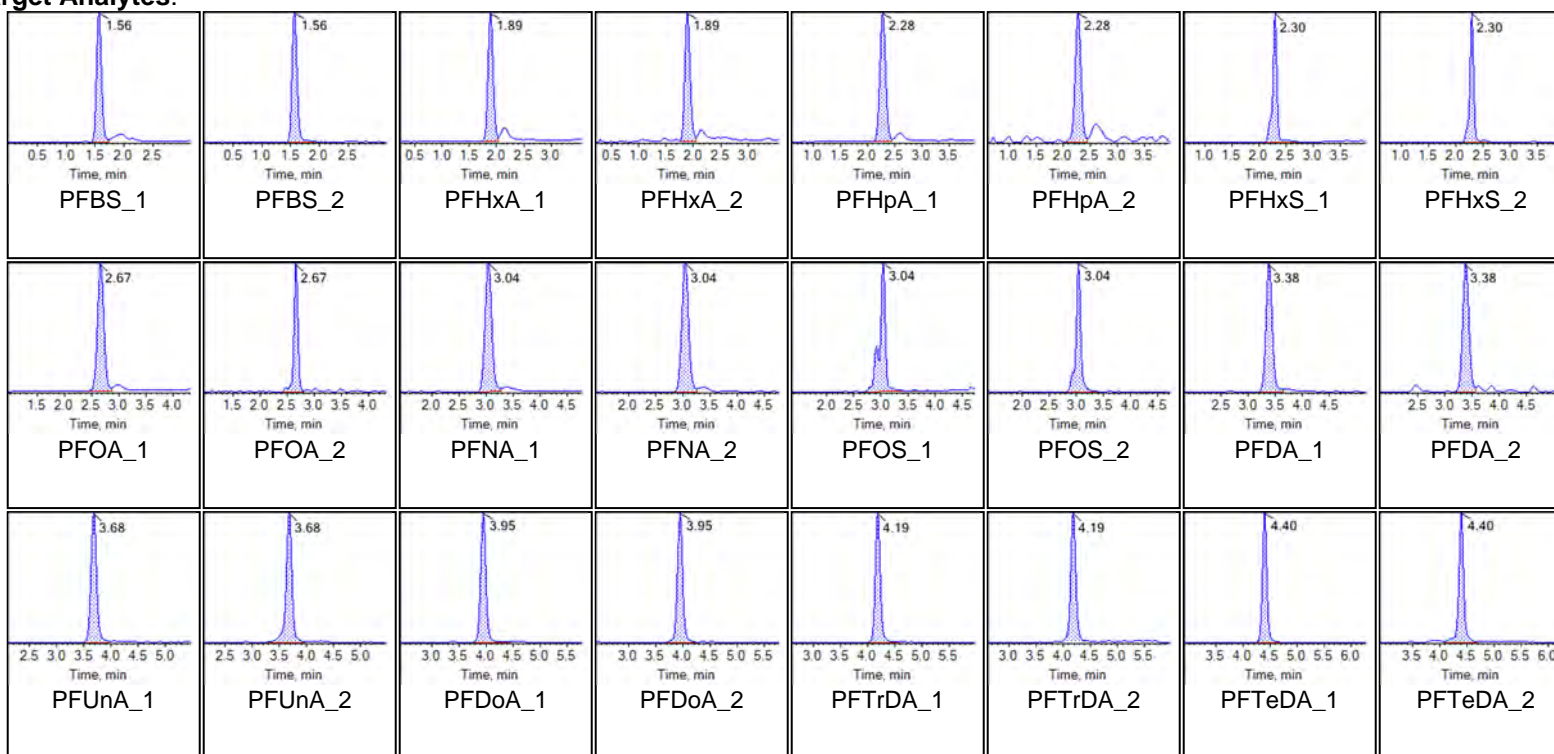 rget Analytes:
1.56 1.56 1.89 1.89 2.28 2.28 2.30 2.30
0.5 1.0 1.5 2.0 2.5 0.5 1.0 1.5 2.0 2.5 0.5 1.0 1.5 2.0 2.5 3.0 0.5 1.0 1.5 2.0 2.5 3.0 1.0 1.5 2.0 2.5 3.0 3.5 1.0 1.5 2.0 2.5 3.0 3.5 1.0 1.5 2.0 2.5 3.0 3.5 1.0 1.5 2.0 2.5 3.0 3.5
Time, min Time, min Time, min Time, min Time, min Time, min Time, min Time, min
PFBS_1 PFBS_2 PFHxA_1 PFHxA_2 PFHpA_1 PFHpA_2 PFHxS_1 PFHxS_2
2.67 2.67 3.04 3.04 3.04 3.04 3.38 3.38
1.5 2.0 2.5 3.0 3.5 4.0 1.5 2.0 2.5 3.0 3.5 4.0 2.0 2.5 3.0 3.5 4.0 4.5 2.0 2.5 3.0 3.5 4.0 4.5 2.0 2.5 3.0 3.5 4.0 4.5 2.0 2.5 3.0 3.5 4.0 4.5 2.5 3.0 3.5 4.0 4.5 2.5 3.0 3.5 4.0 4.5
Time, min Time, min Time, min Time, min Time, min Time, min Time, min Time, min
PFOA_1 PFOA_2 PFNA_1 PFNA_2 PFOS_1 PFOS_2 PFDA_1 PFDA_2
3.68 3.68 3.95 3.95 4.19 4.19 4.40 4.40
2.5 3.0 3.5 4.0 4.5 5.0 2.5 3.0 3.5 4.0 4.5 5.0 3.0 3.5 4.0 4.5 5.0 5.5 3.0 3.5 4.0 4.5 5.0 5.5 3.0 3.5 4.0 4.5 5.0 5.5 3.0 3.5 4.0 4.5 5.0 5.5 3.5 4.0 4.5 5.0 5.5 6.0 3.5 4.0 4.5 5.0 5.5 6.0
Time, min Time, min Time, min Time, min Time, min Time, min Time, min Time, min
PFUnA_1 PFUnA_2 PFDoA_1 PFDoA_2 PFTrDA_1 PFTrDA_2 PFTeDA_1 PFTeDA_2